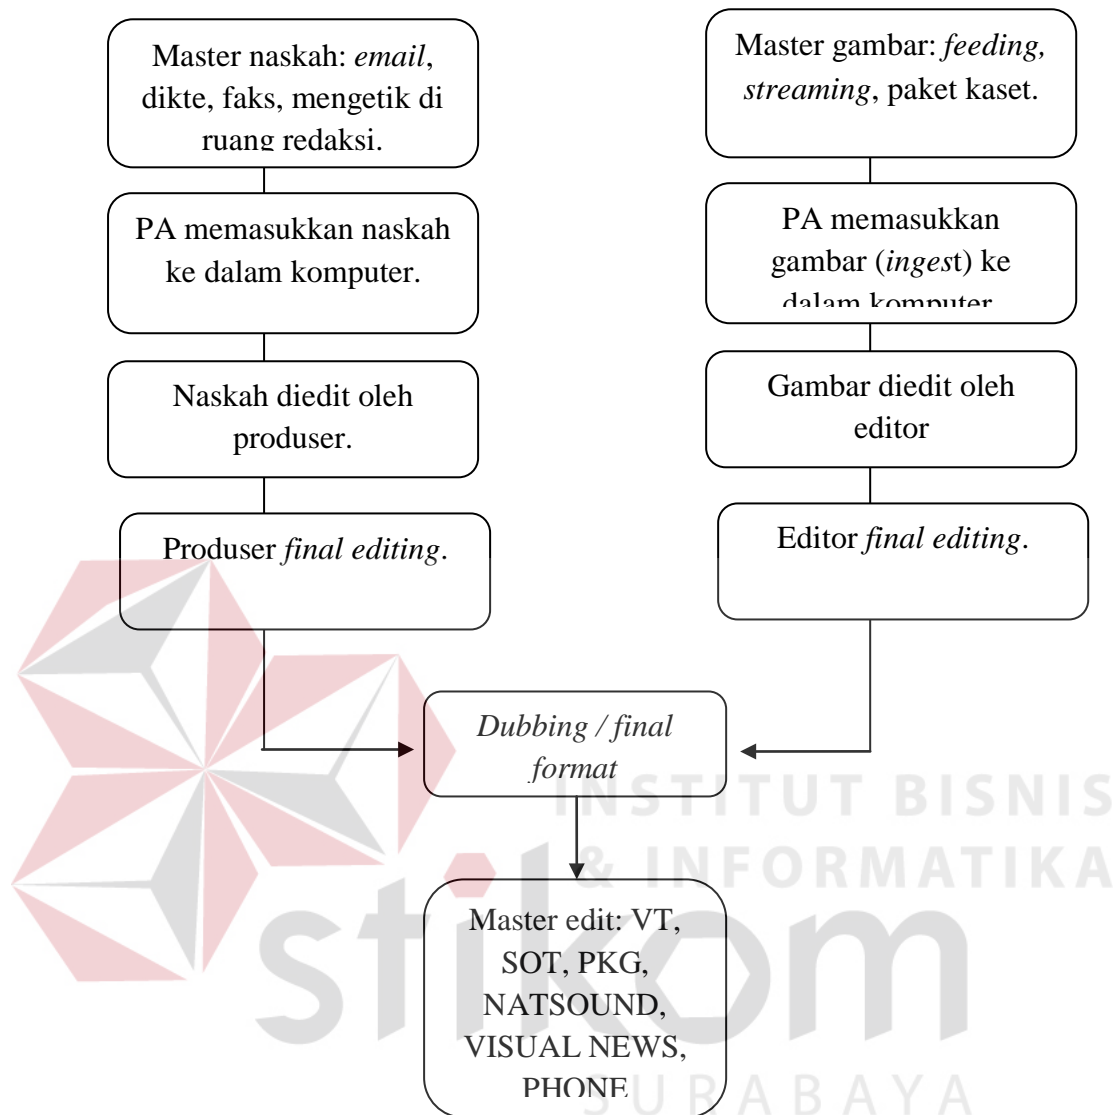 Master naskah: email,
dikte, faks, mengetik di
ruang redaksi.
PA memasukkan naskah
ke dalam komputer.
Naskah diedit oleh
produser.
Produser final editing.
Master gambar: feeding,
streaming, paket kaset.
PA memasukkan
gambar (ingest) ke
dalam komputer
Gambar diedit oleh
editor
Editor final editing.
Dubbing / final
format
Master edit: VT,
SOT, PKG,
NATSOUND,
VISUAL NEWS,
PHONE
INSTITUT BISNIS
& INFORMATIKA
stikom
SURABAYA